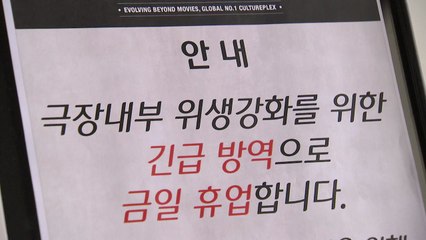 EVOLVING BEYOND MOVIES, GLOBAL NO.1 CULTUREPLEX
안 내
극장내부 위생강화를 위한
긴급 방역으로
금일 휴업합니다.